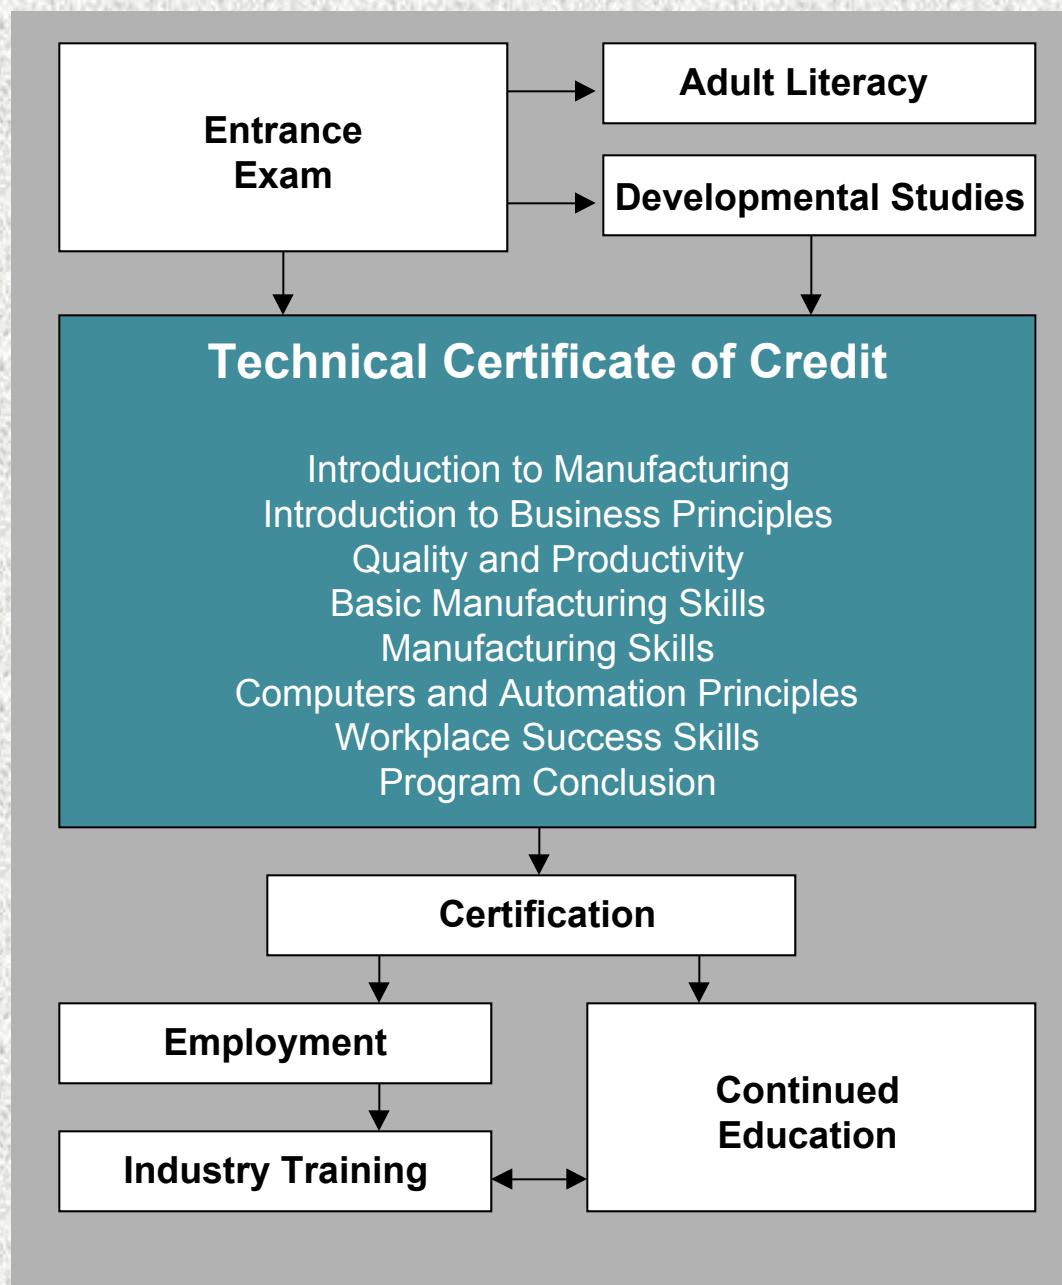 Entrance
Exam
Adult Literacy
Developmental Studies
Technical Certificate of Credit
Introduction to Manufacturing
Introduction to Business Principles
Quality and Productivity
Basic Manufacturing Skills
Manufacturing Skills
Computers and Automation Principles
Workplace Success Skills
Program Conclusion
Certification
Employment
Industry Training
Continued
Education